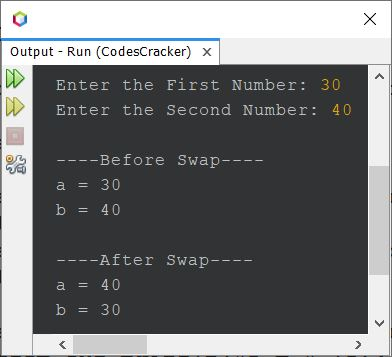 Output - Run (CodesCracker)
Enter the First Number: 30
Enter the Second Number: 40
----Before Swap----
a = 30
b = 40
----After Swap----
a = 40
b = 30